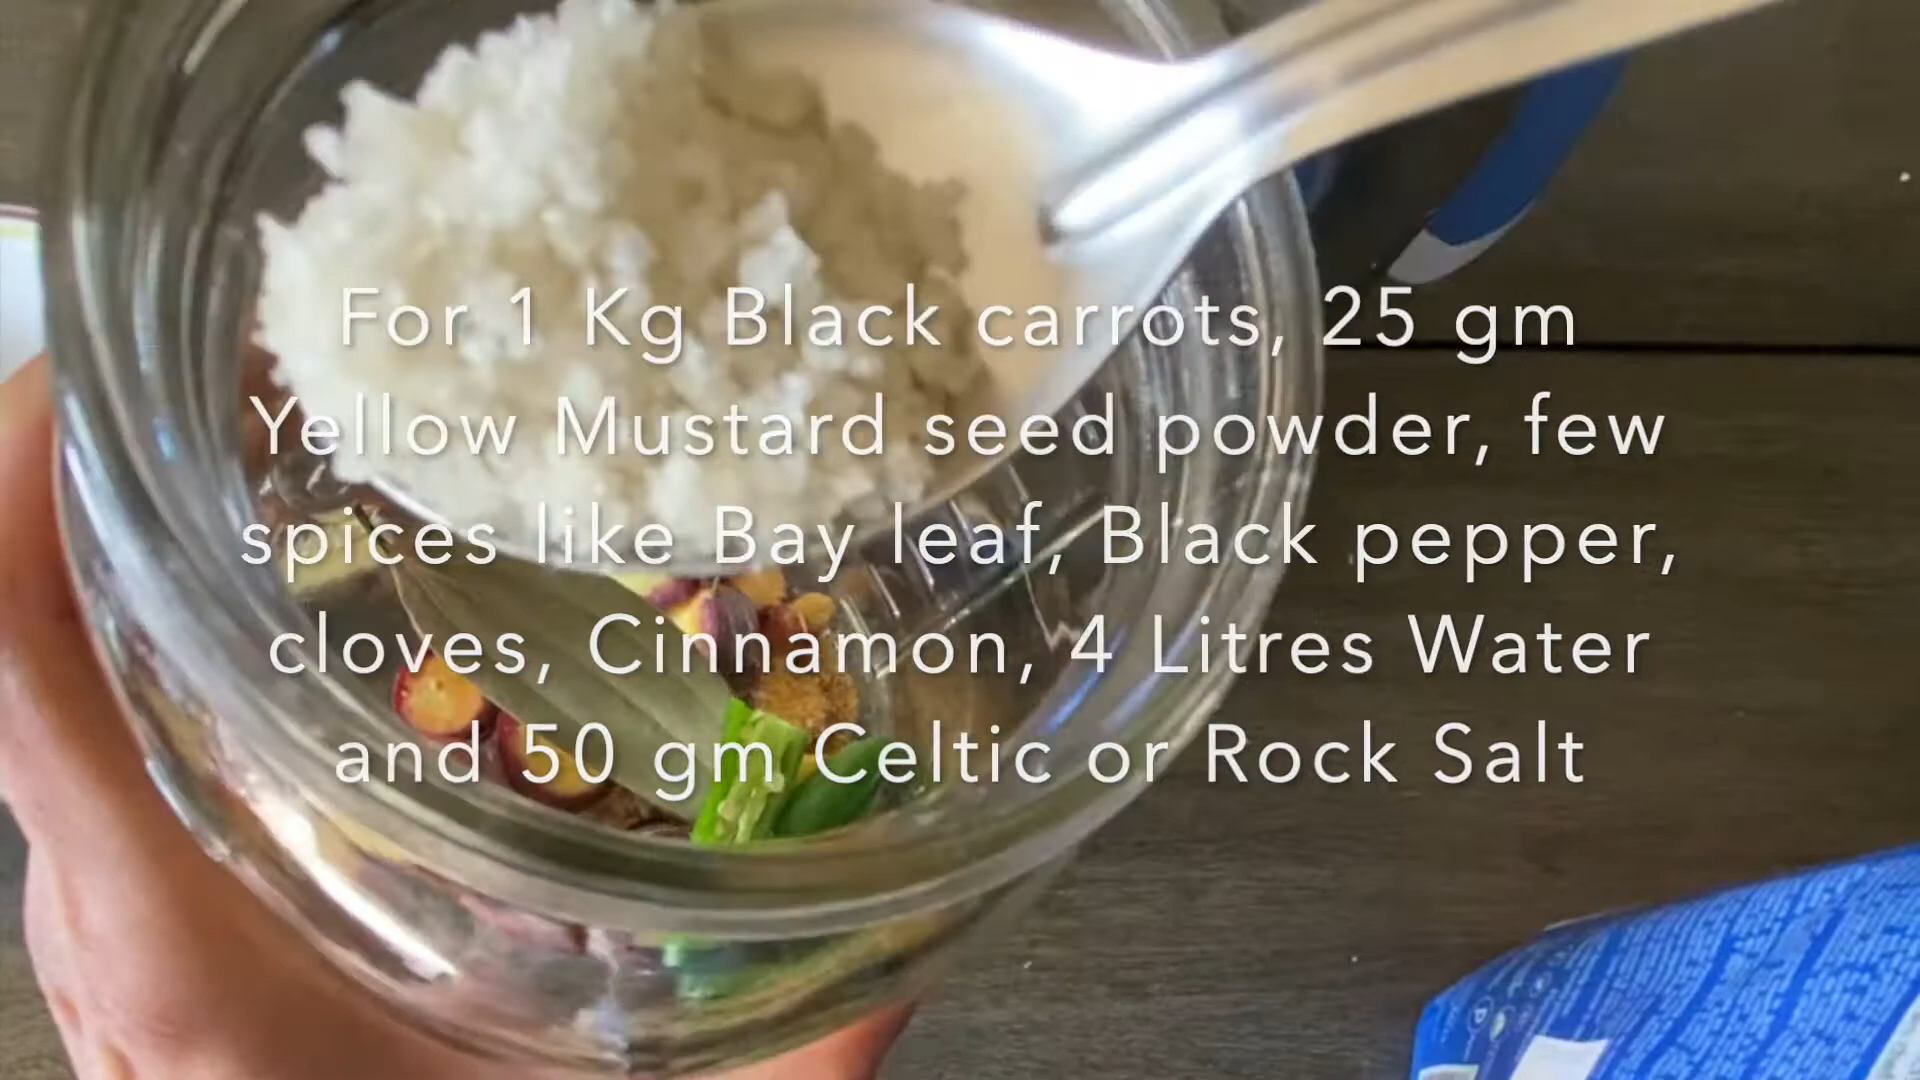 For 1 Kg Black carrots, 25 gm
Yellow Mustard seed powder, few
spices like Bay leaf, Black pepper,
cloves, Cinnamon, 4 Litres Water
and 50 gm Celtic or Rock Salt